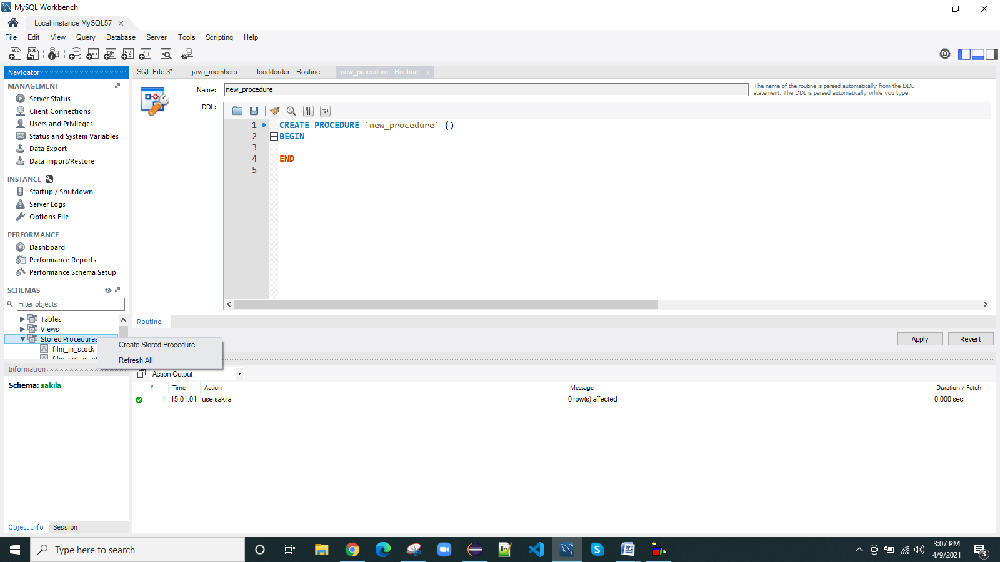 MySQL Workbench
Local instance MySQL57
File Edit View Query Database Server Tools Scripting Help
Navigator
MANAGEMENT
Server Status
Client Connections
Users and Privileges
Status and System Variables
Data Export
Data Import/Restore
INSTANCE
Startup / Shutdown
Server Logs
Options File
PERFORMANCE
Dashboard
Performance Reports
Performance Schema Setup
SCHEMAS
Filter objects
Tables
Views
Stored Procedures
film_in_stock
Create Stored Procedure...
Refresh All
Information
Schema: sakila
Object Info Session
SQL File 3* java_members fooddorder - Routine new_procedure - Routine
Name: new_procedure
The name of the routine is parsed automatically from the DDL
statement. The DDL is parsed automatically while you type.
DDL:
1 CREATE PROCEDURE `new_procedure` ()
2 BEGIN
3
4 END
5
Routine
Apply Revert
Action Output
# Time Action Message Duration / Fetch
1 15:01:01 use sakila 0 row(s) affected 0.000 sec
Type here to search
3:07 PM
4/9/2021
3